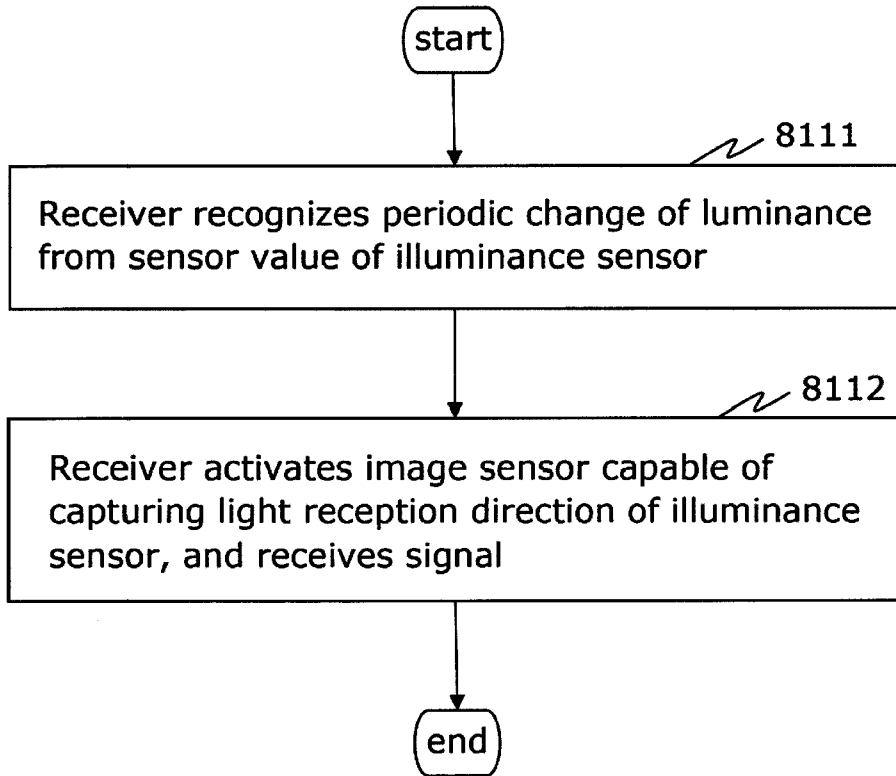 start
8111
Receiver recognizes periodic change of luminance
from sensor value of illuminance sensor
8112
Receiver activates image sensor capable of
capturing light reception direction of illuminance
sensor, and receives signal
end